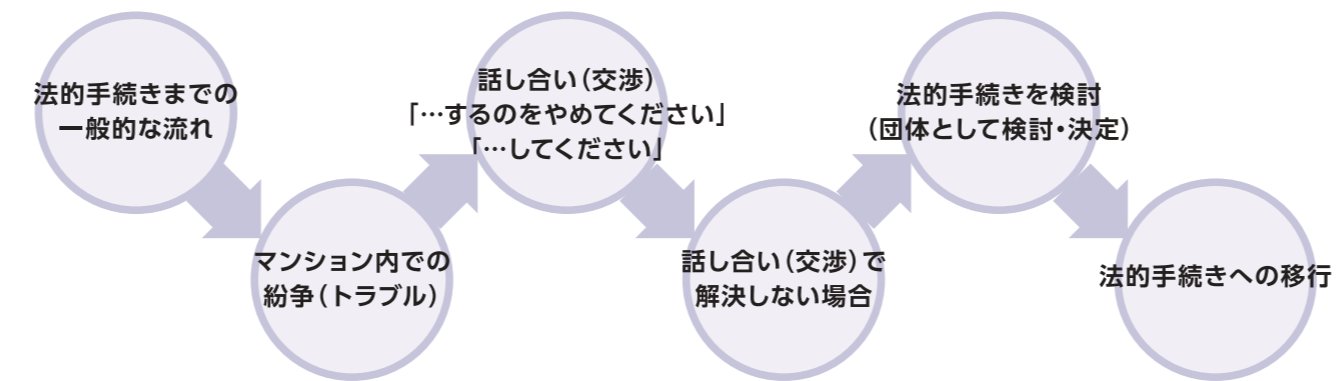 法的手続きまでの
一般的な流れ
マンション内での
紛争(トラブル)
話し合い(交渉)
「…するのをやめてください」
「…してください」
話し合い(交渉)で
解決しない場合
法的手続きを検討
(団体として検討・決定)
法的手続きへの移行